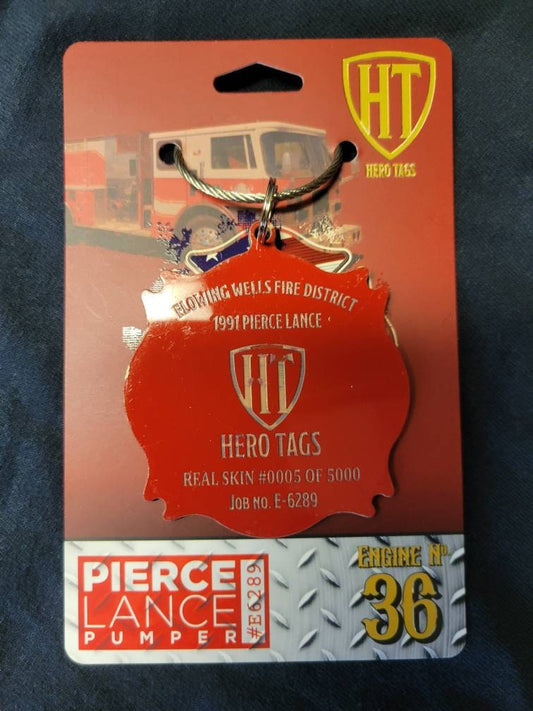 HT
HERO TAGS
FLOWING WELLS FIRE DISTRICT
1991 PIERCE LANCE
HT
HERO TAGS
REAL SKIN #0005 OF 5000
JOB NO. E-6289
PIERCE
LANCE
PUMPER
#E6289
ENGINE No
36